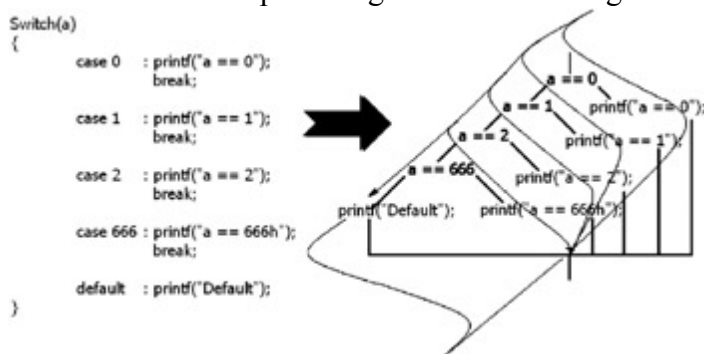 Switch(a)
{
case 0 : printf("a == 0");
break;
case 1 : printf("a == 1");
break;
case 2 : printf("a == 2");
break;
case 666 : printf("a == 666h");
break;
default : printf("Default");
}
a == 0
printf("a == 0");
a == 1
printf("a == 1");
a == 2
printf("a == 2");
a == 666
printf("a == 666h");
printf("Default");